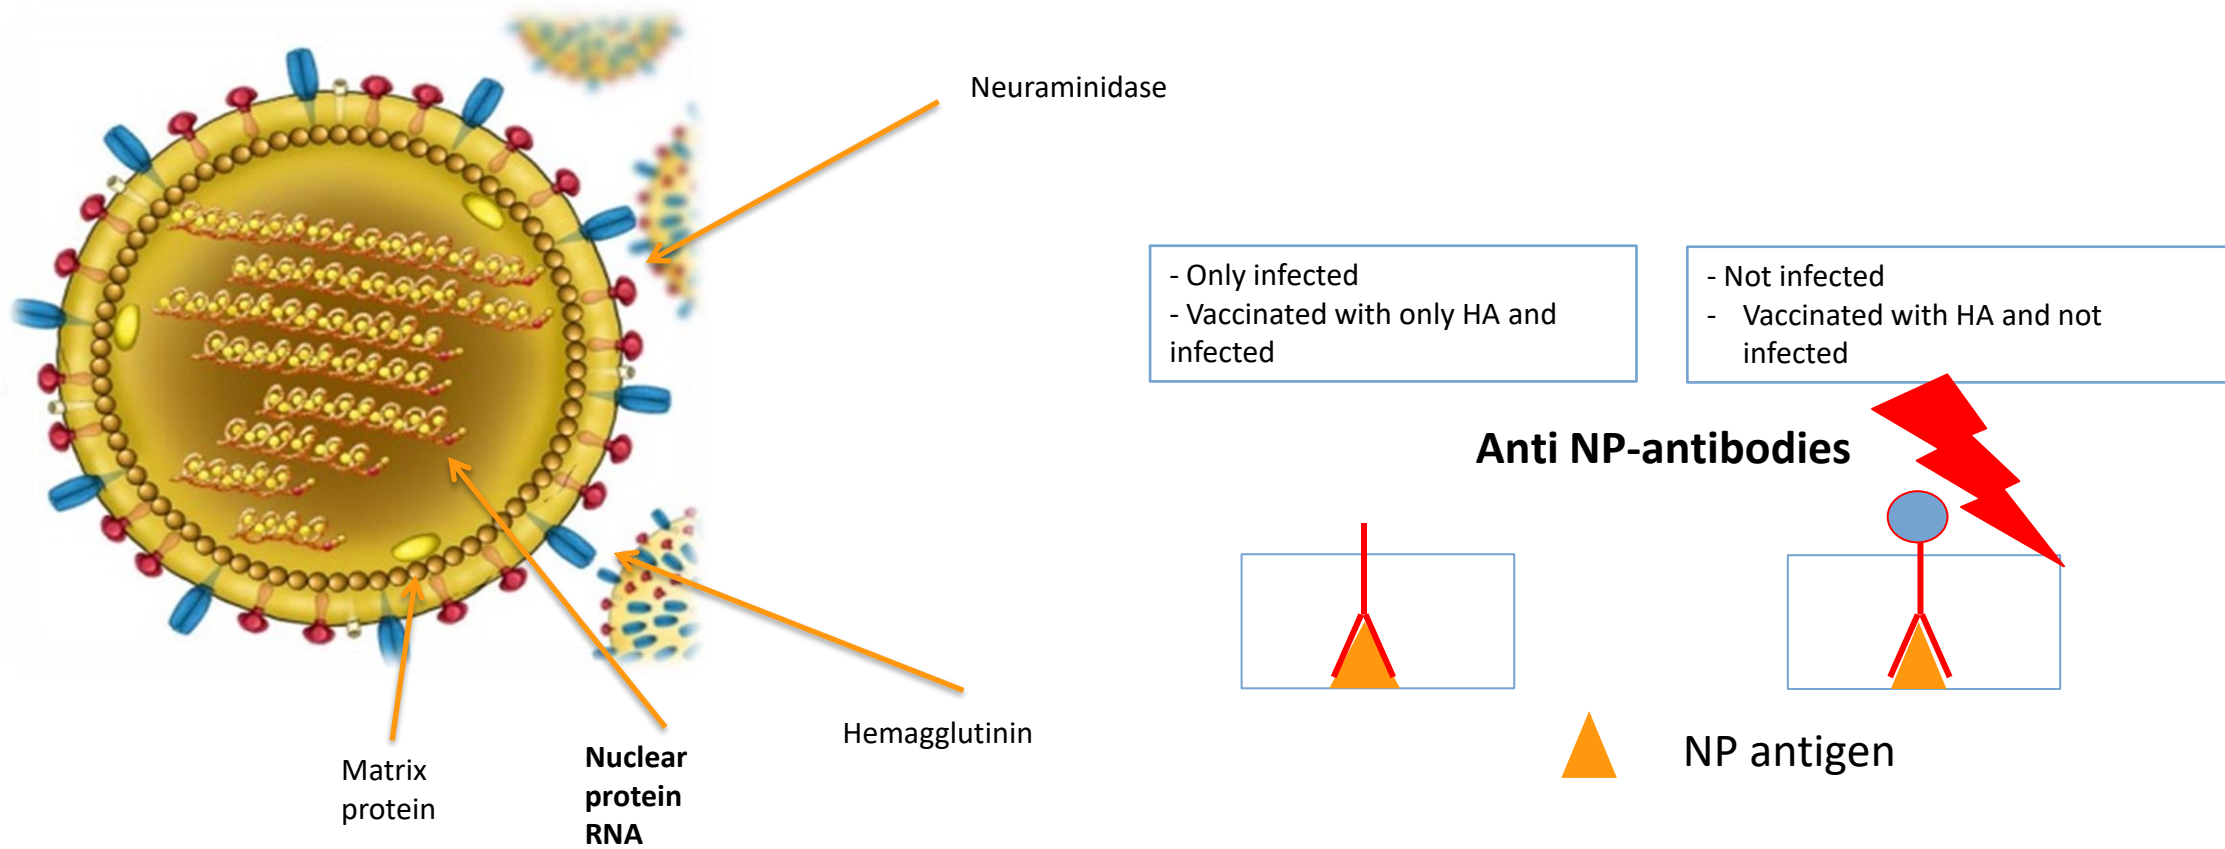 Neuraminidase
- Only infected
- Vaccinated with only HA and
infected
- Not infected
- Vaccinated with HA and not
infected
Anti NP-antibodies
Hemagglutinin
Matrix
protein
Nuclear
protein
RNA
NP antigen